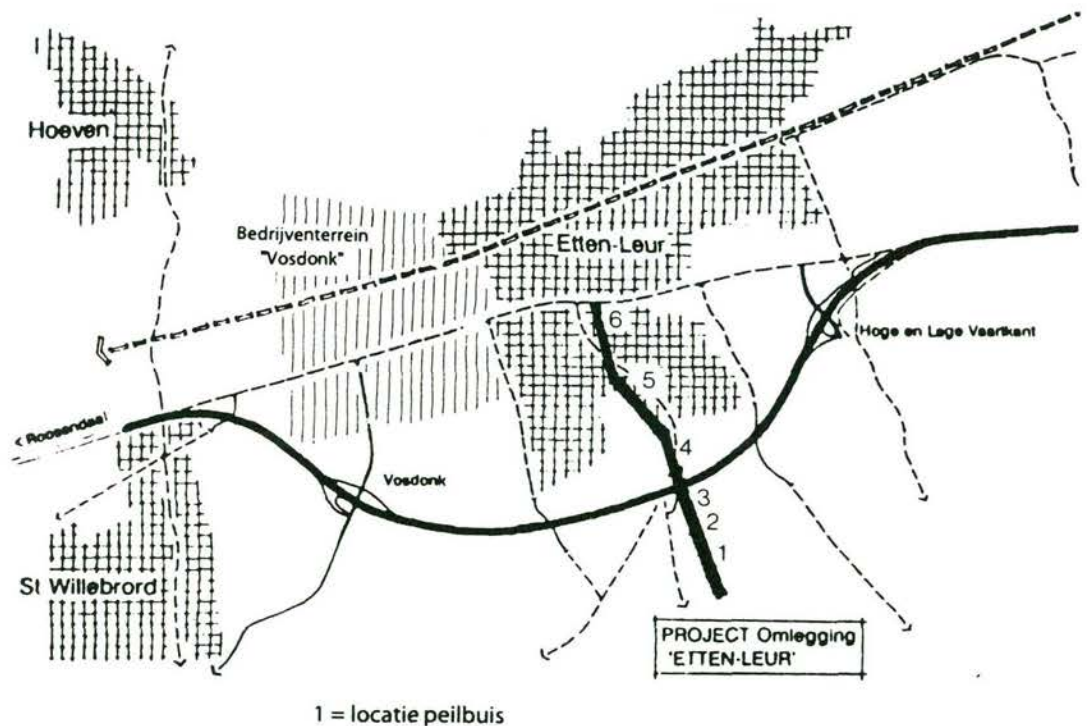 Hoeven
Bedrijventerrein
"Vosdonk"
Etten-Leur
Hoge en Lage Vaartkant
6
5
< Roosendaal
4
Vosdonk
3
2
1
St Willebrord
PROJECT Omlegging
'ETTEN-LEUR'
1 = locatie peilbuis